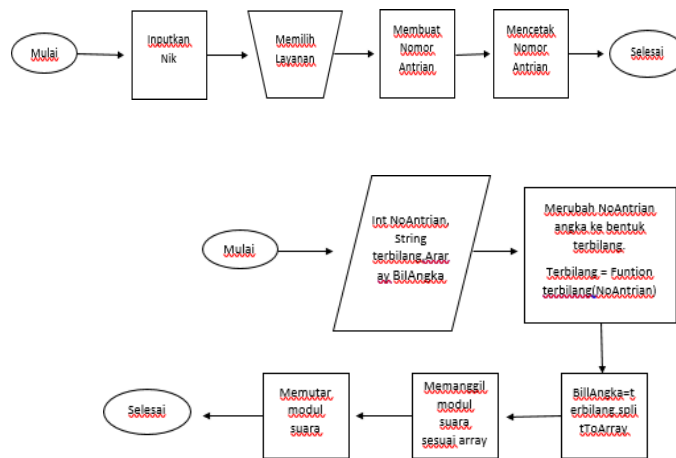 Mulai
Inputkan
Nik
Memilih
Layanan
Membuat
Nomor
Antrian
Mencetak
Nomor
Antrian
Selesai
Mulai
Int NoAntrian,
String
terbilang,Arar
ay BilAngka
Merubah NoAntrian
angka ke bentuk
terbilang.
Terbilang = Funtion
terbilang(NoAntrian)
BillAngka=t
erbilang.spli
tToArray
Memanggil
modul
suara
sesuai array
Memutar
modul
suara
Selesai